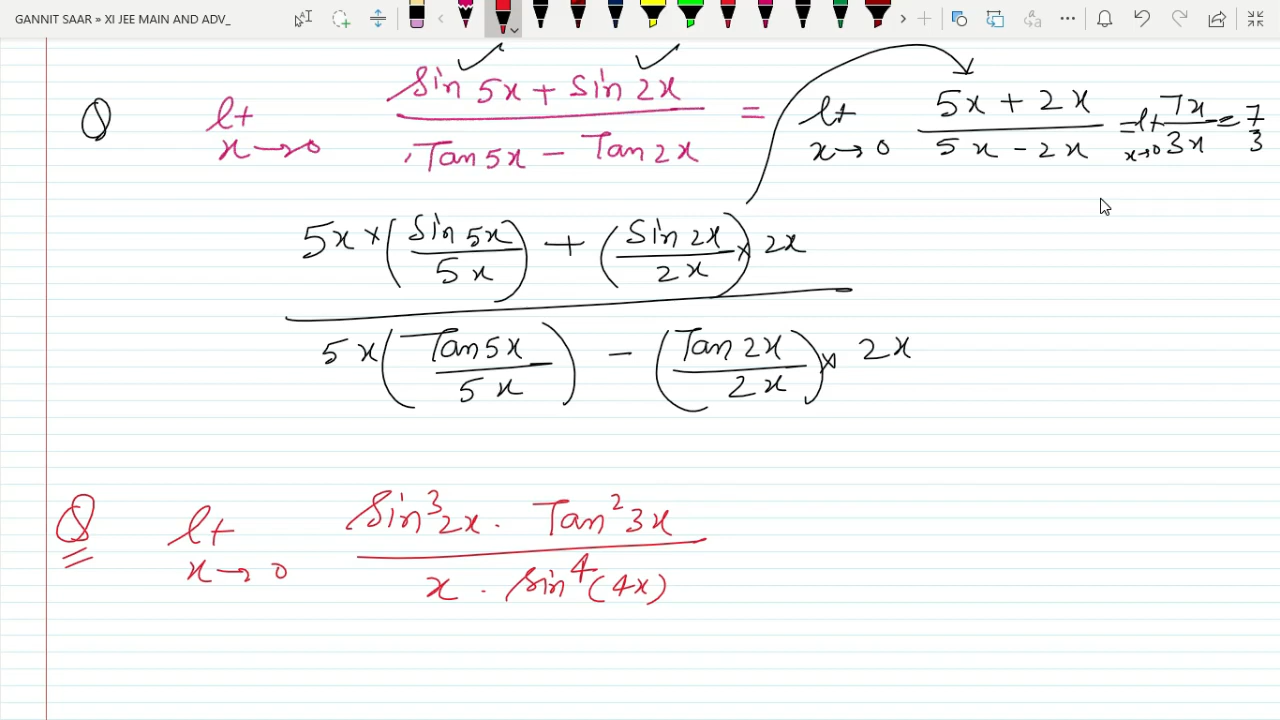 GANNIT SAAR » XI JEE MAIN AND ADV_
Q lt x→0 (sin 5x + sin 2x)/(Tan 5x − Tan 2x) = lt x→0 (5x + 2x)/(5x − 2x) = lt x→0 7x/3x = 7/3
5x × (sin 5x / 5x) + (sin 2x / 2x) × 2x
5x (Tan 5x / 5x) − (Tan 2x / 2x) × 2x
Q lt x→0 (sin³2x · Tan²3x)/(x · sin⁴(4x))